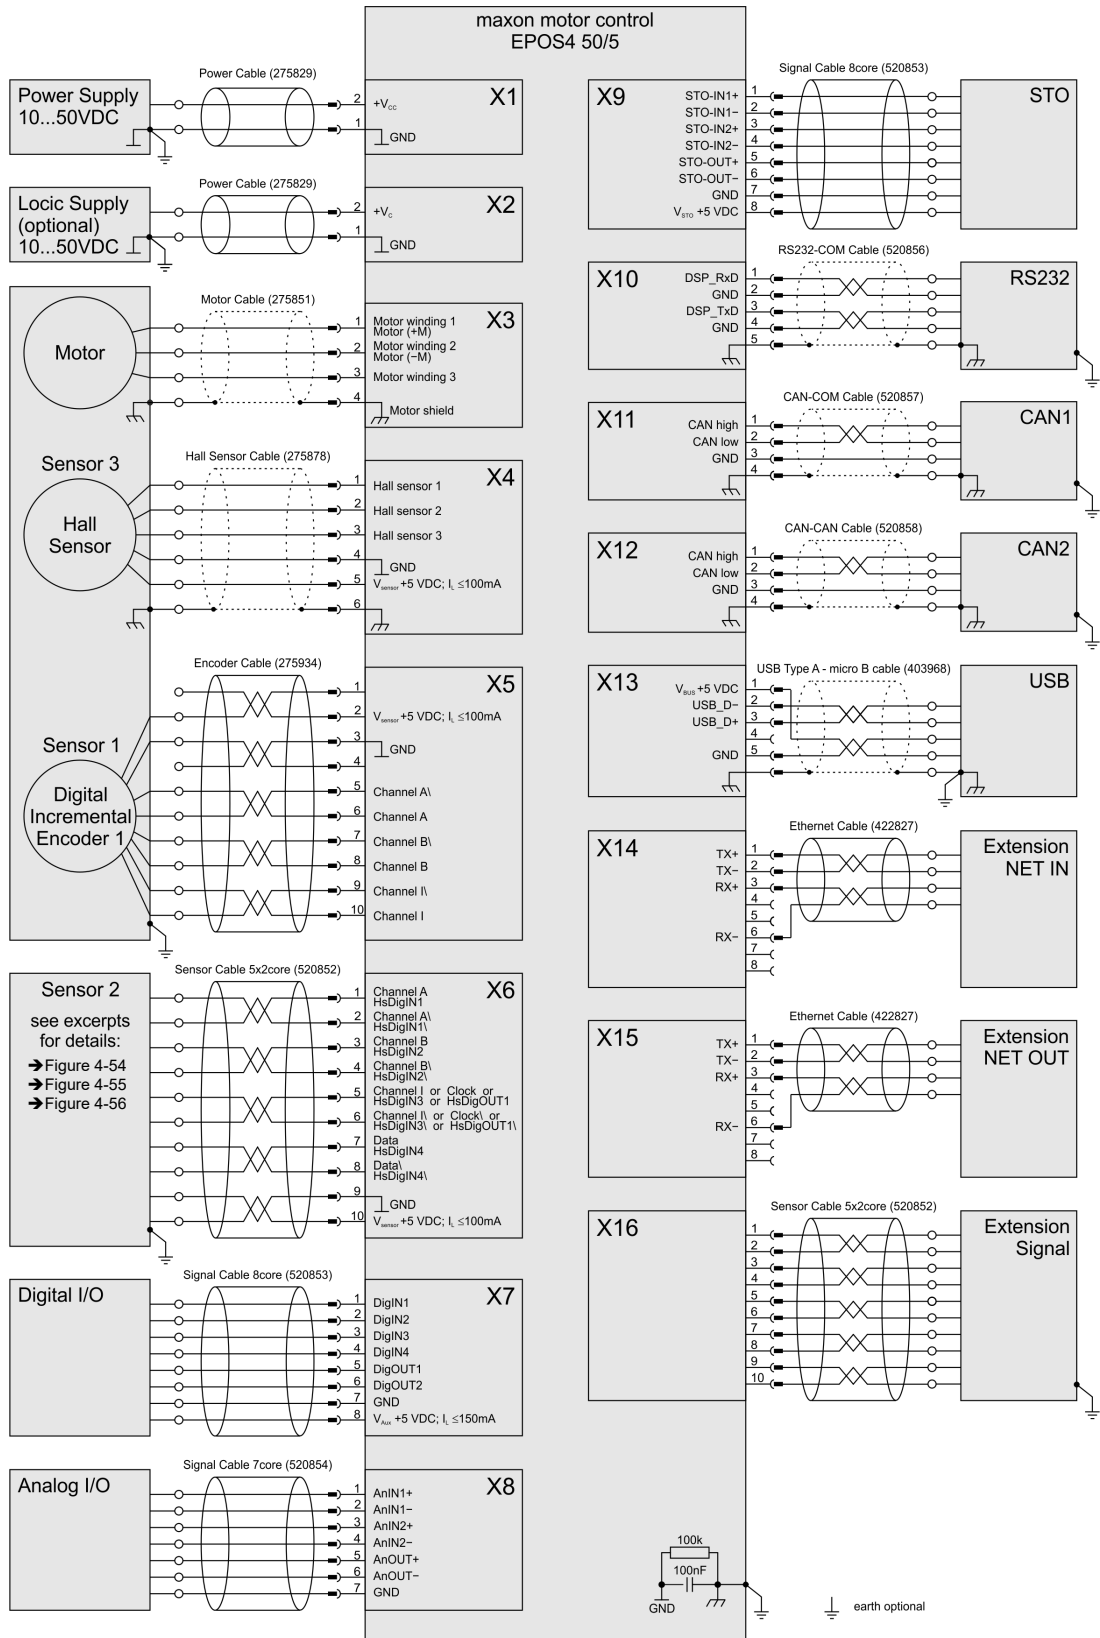 maxon motor control
EPOS4 50/5
Power Supply
10...50VDC
Power Cable (275829)
2
+Vcc
1
GND
X1
Locic Supply
(optional)
10...50VDC
Power Cable (275829)
2
+Vc
1
GND
X2
Motor
Motor Cable (275851)
1
Motor winding 1
Motor (+M)
2
Motor winding 2
Motor (−M)
3
Motor winding 3
4
Motor shield
X3
Sensor 3
Hall
Sensor
Hall Sensor Cable (275878)
1
Hall sensor 1
2
Hall sensor 2
3
Hall sensor 3
4
GND
5
Vsensor +5 VDC; IL ≤100mA
6
X4
Sensor 1
Digital
Incremental
Encoder 1
Encoder Cable (275934)
1
2
Vsensor +5 VDC; IL ≤100mA
3
GND
4
5
Channel A\
6
Channel A
7
Channel B\
8
Channel B
9
Channel I\
10
Channel I
X5
Sensor 2
see excerpts
for details:
➔Figure 4-54
➔Figure 4-55
➔Figure 4-56
Sensor Cable 5x2core (520852)
1
Channel A
HsDigIN1
2
Channel A\
HsDigIN1\
3
Channel B
HsDigIN2
4
Channel B\
HsDigIN2\
5
Channel I or Clock or
HsDigIN3 or HsDigOUT1
6
Channel I\ or Clock\ or
HsDigIN3\ or HsDigOUT1\
7
Data
HsDigIN4
8
Data\
HsDigIN4\
9
GND
10
Vsensor +5 VDC; IL ≤100mA
X6
Digital I/O
Signal Cable 8core (520853)
1
DigIN1
2
DigIN2
3
DigIN3
4
DigIN4
5
DigOUT1
6
DigOUT2
7
GND
8
VAux +5 VDC; IL ≤150mA
X7
Analog I/O
Signal Cable 7core (520854)
1
AnIN1+
2
AnIN1−
3
AnIN2+
4
AnIN2−
5
AnOUT+
6
AnOUT−
7
GND
X8
X9
Signal Cable 8core (520853)
STO-IN1+
1
STO-IN1−
2
STO-IN2+
3
STO-IN2−
4
STO-OUT+
5
STO-OUT−
6
GND
7
VSTO +5 VDC
8
STO
X10
RS232-COM Cable (520856)
DSP_RxD
1
GND
2
DSP_TxD
3
GND
4
5
RS232
X11
CAN-COM Cable (520857)
CAN high
1
CAN low
2
GND
3
4
CAN1
X12
CAN-CAN Cable (520858)
CAN high
1
CAN low
2
GND
3
4
CAN2
X13
USB Type A - micro B cable (403968)
VBUS +5 VDC
1
USB_D−
2
USB_D+
3
4
GND
5
USB
X14
Ethernet Cable (422827)
TX+
1
TX−
2
RX+
3
4
5
RX−
6
7
8
Extension
NET IN
X15
Ethernet Cable (422827)
TX+
1
TX−
2
RX+
3
4
5
RX−
6
7
8
Extension
NET OUT
X16
Sensor Cable 5x2core (520852)
1
2
3
4
5
6
7
8
9
10
Extension
Signal
100k
100nF
GND
earth optional